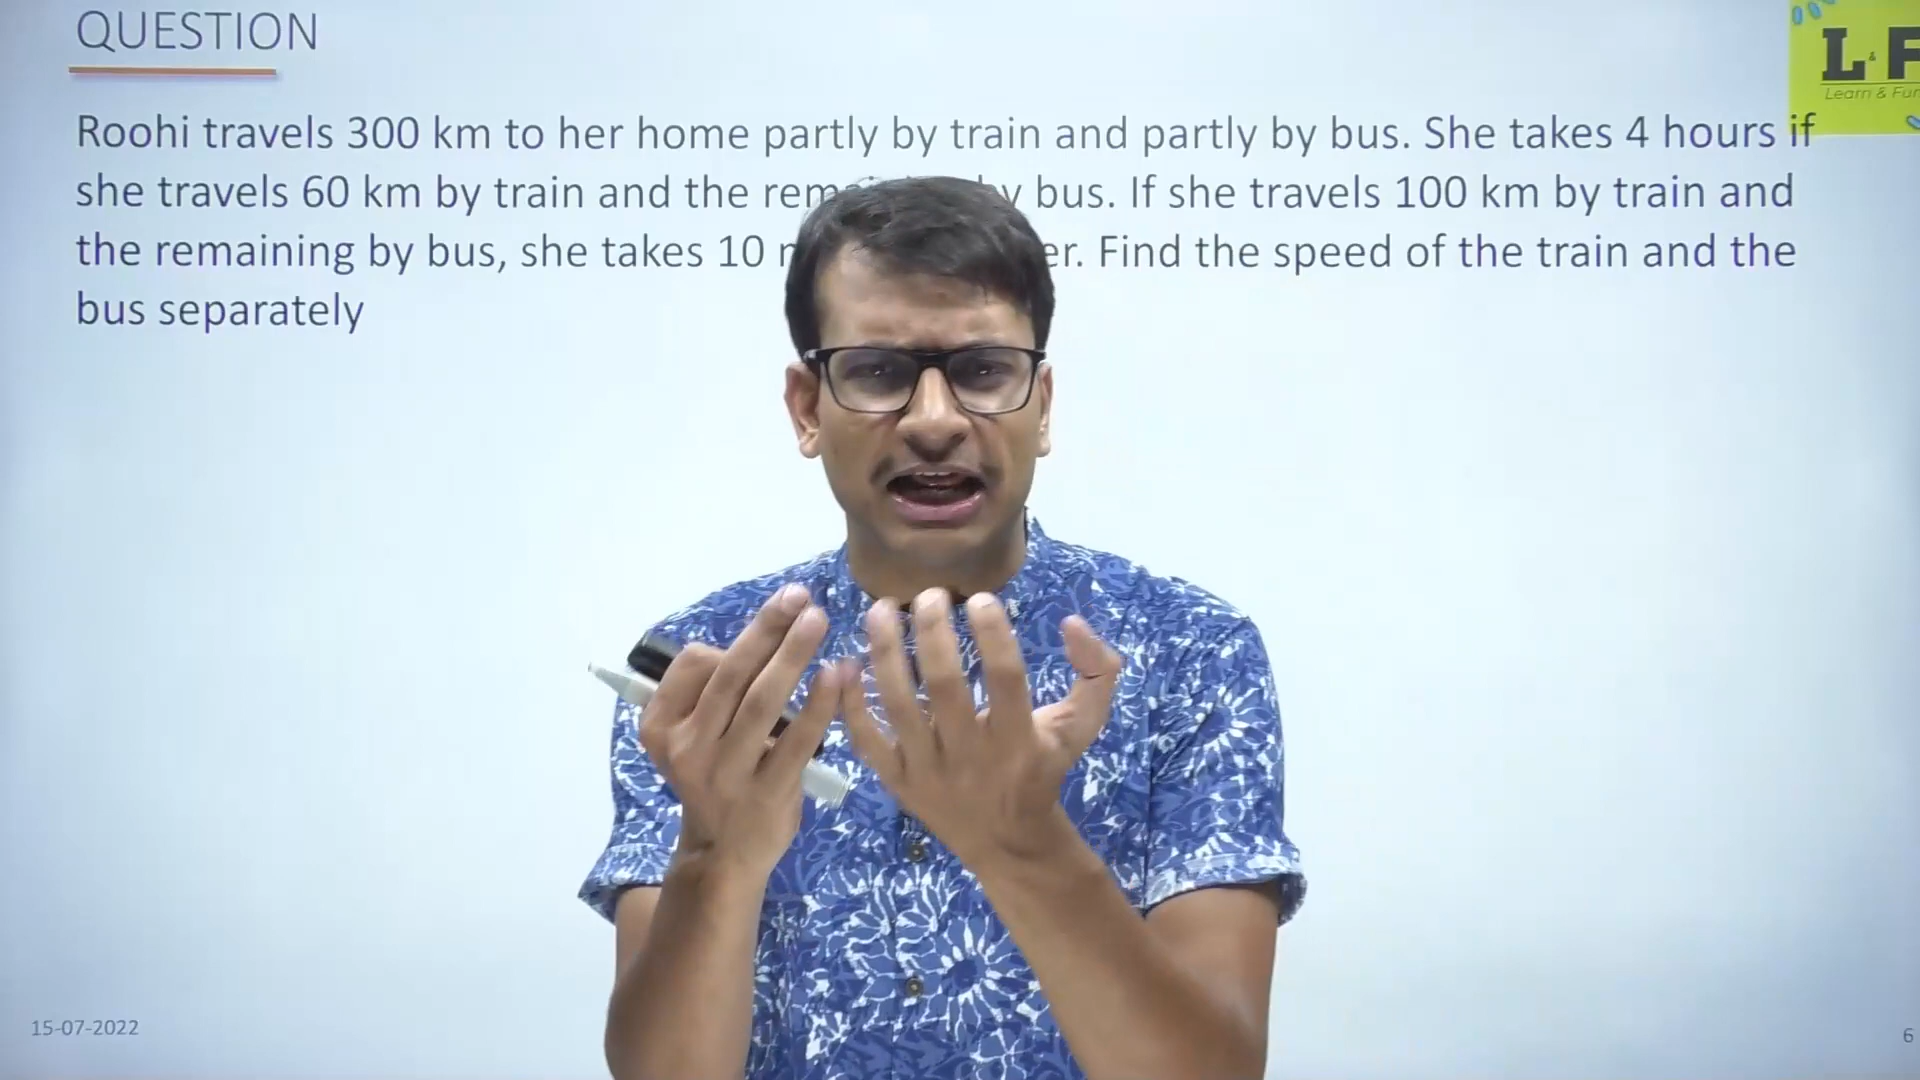 QUESTION
L & F
Learn & Fun
Roohi travels 300 km to her home partly by train and partly by bus. She takes 4 hours if
she travels 60 km by train and the by bus. If she travels 100 km by train and
the remaining by bus, she takes 10 Find the speed of the train and the
bus separately
15-07-2022
6